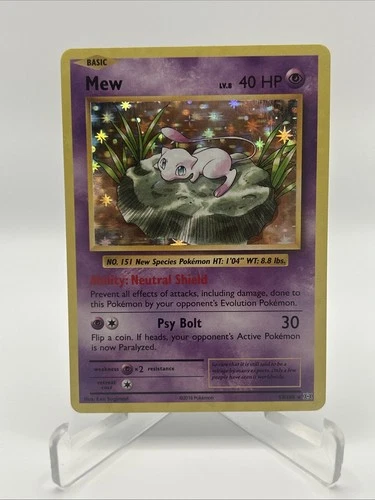 BASIC
Mew LV.8 40 HP
NO. 151 New Species Pokémon HT: 1'04" WT: 8.8 lbs.
Ability: Neutral Shield
Prevent all effects of attacks, including damage, done to
this Pokémon by your opponent's Evolution Pokémon.
Psy Bolt 30
Flip a coin. If heads, your opponent's Active Pokémon
is now Paralyzed.
weakness ×2 resistance
retreat
cost
©2016 Pokémon